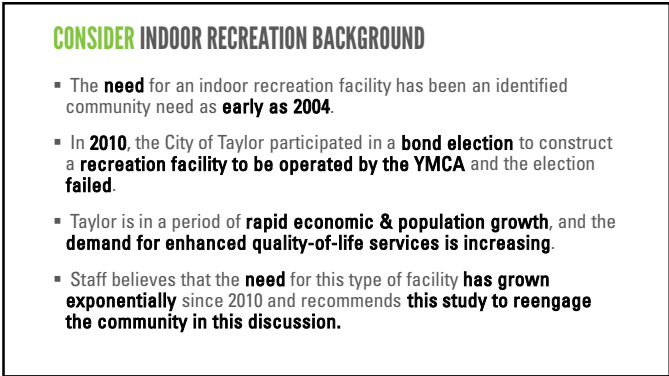 CONSIDER INDOOR RECREATION BACKGROUND
▪ The need for an indoor recreation facility has been an identified
community need as early as 2004.
▪ In 2010, the City of Taylor participated in a bond election to construct
a recreation facility to be operated by the YMCA and the election
failed.
▪ Taylor is in a period of rapid economic & population growth, and the
demand for enhanced quality-of-life services is increasing.
▪ Staff believes that the need for this type of facility has grown
exponentially since 2010 and recommends this study to reengage
the community in this discussion.